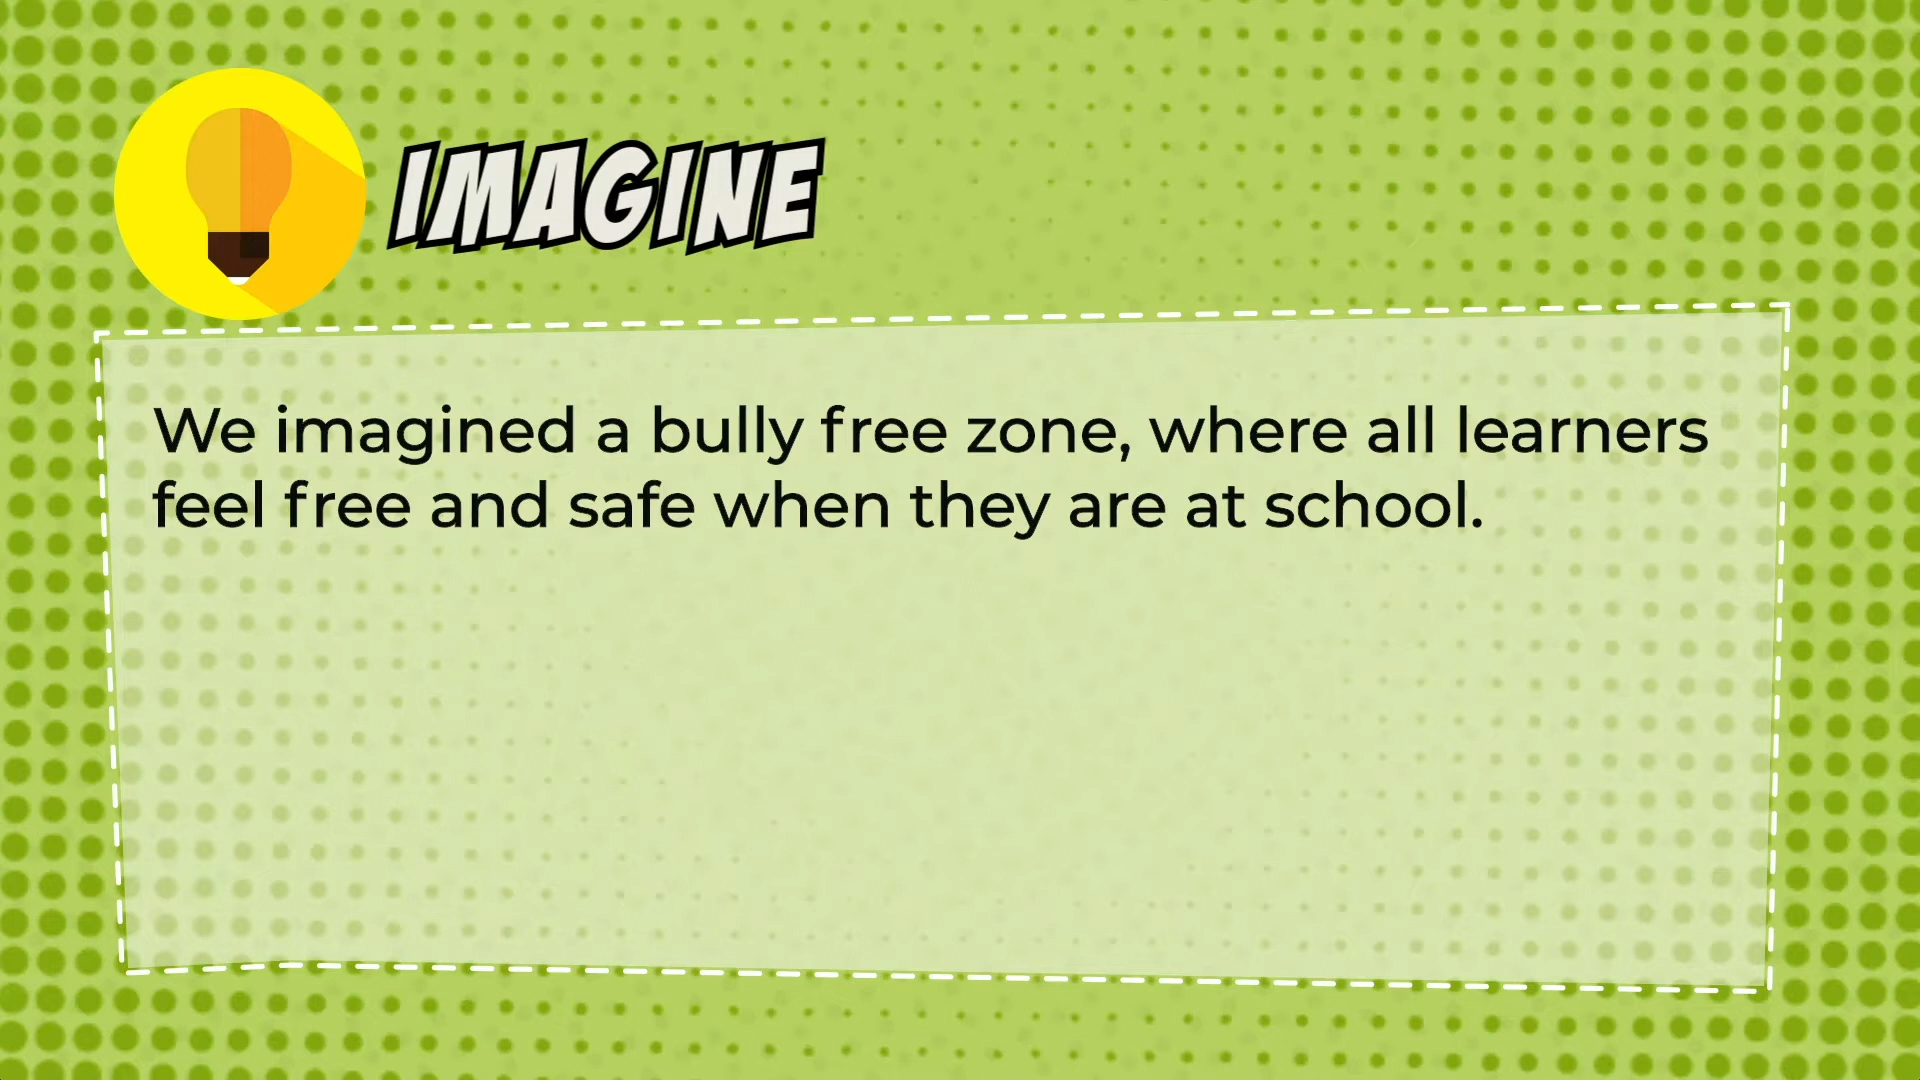 IMAGINE
We imagined a bully free zone, where all learners
feel free and safe when they are at school.